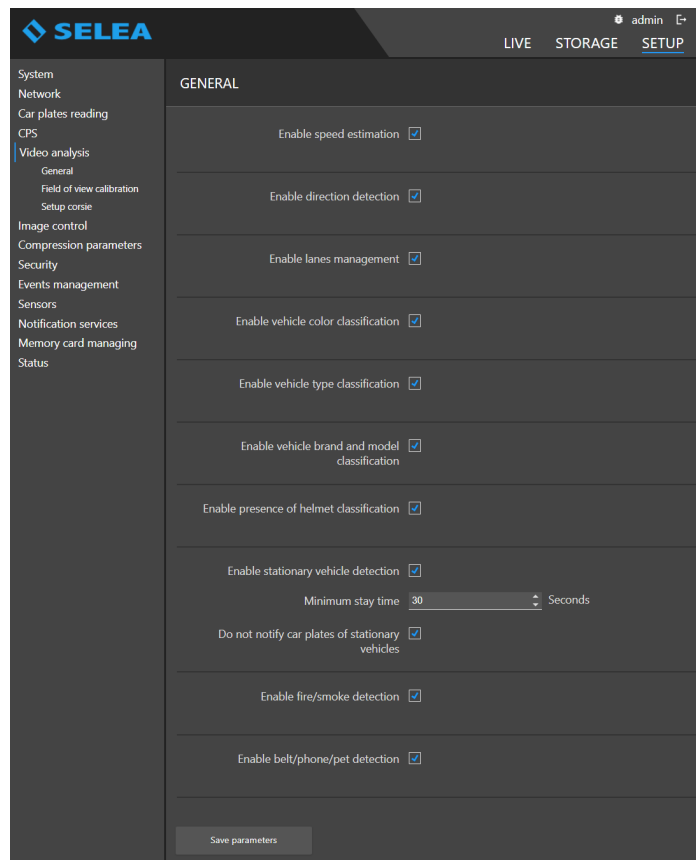 SELEA
admin
LIVE STORAGE SETUP
System
Network
Car plates reading
CPS
Video analysis
General
Field of view calibration
Setup corsie
Image control
Compression parameters
Security
Events management
Sensors
Notification services
Memory card managing
Status
GENERAL
Enable speed estimation
Enable direction detection
Enable lanes management
Enable vehicle color classification
Enable vehicle type classification
Enable vehicle brand and model
classification
Enable presence of helmet classification
Enable stationary vehicle detection
Minimum stay time 30 Seconds
Do not notify car plates of stationary
vehicles
Enable fire/smoke detection
Enable belt/phone/pet detection
Save parameters